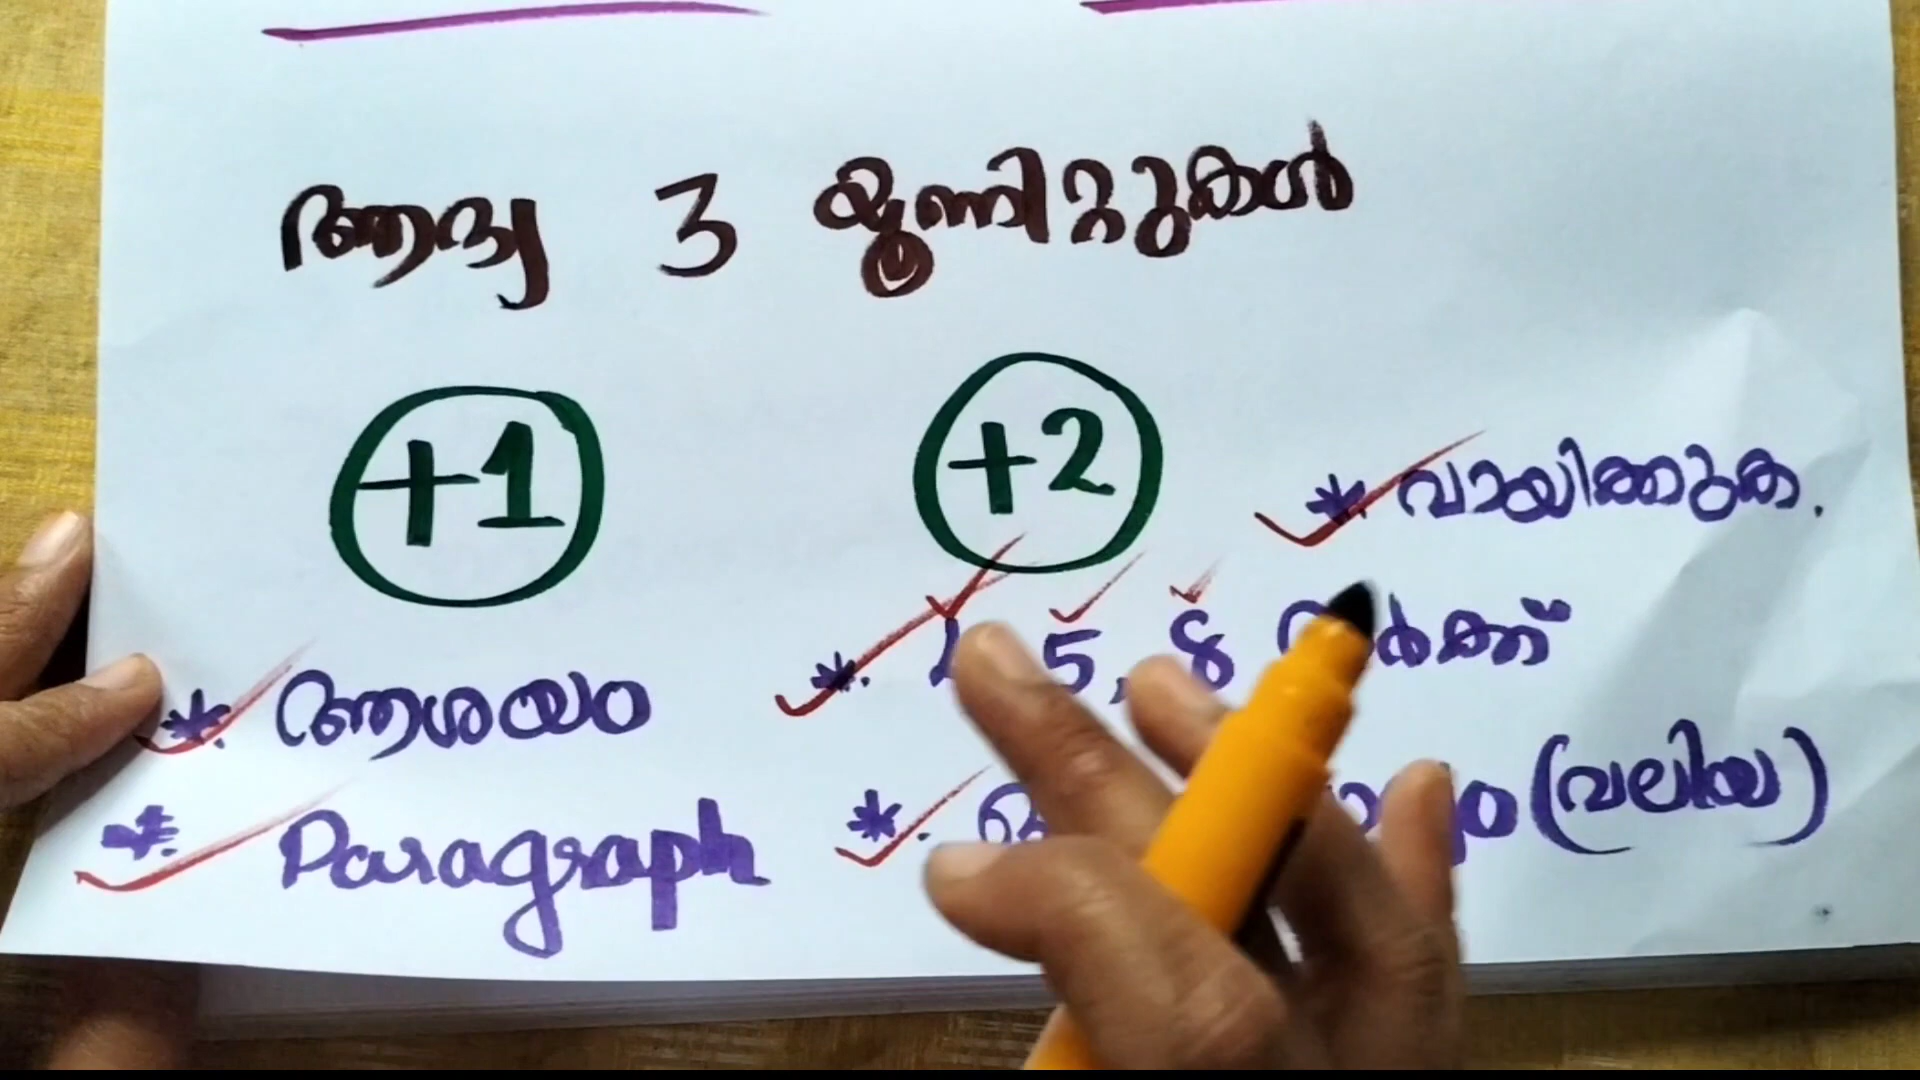 ആദ്യ 3 യൂണിറ്റുകൾ
+1 +2
* വായിക്കുക.
* 5, 8
* ആശയം
* Paragraph * (വലിയ)